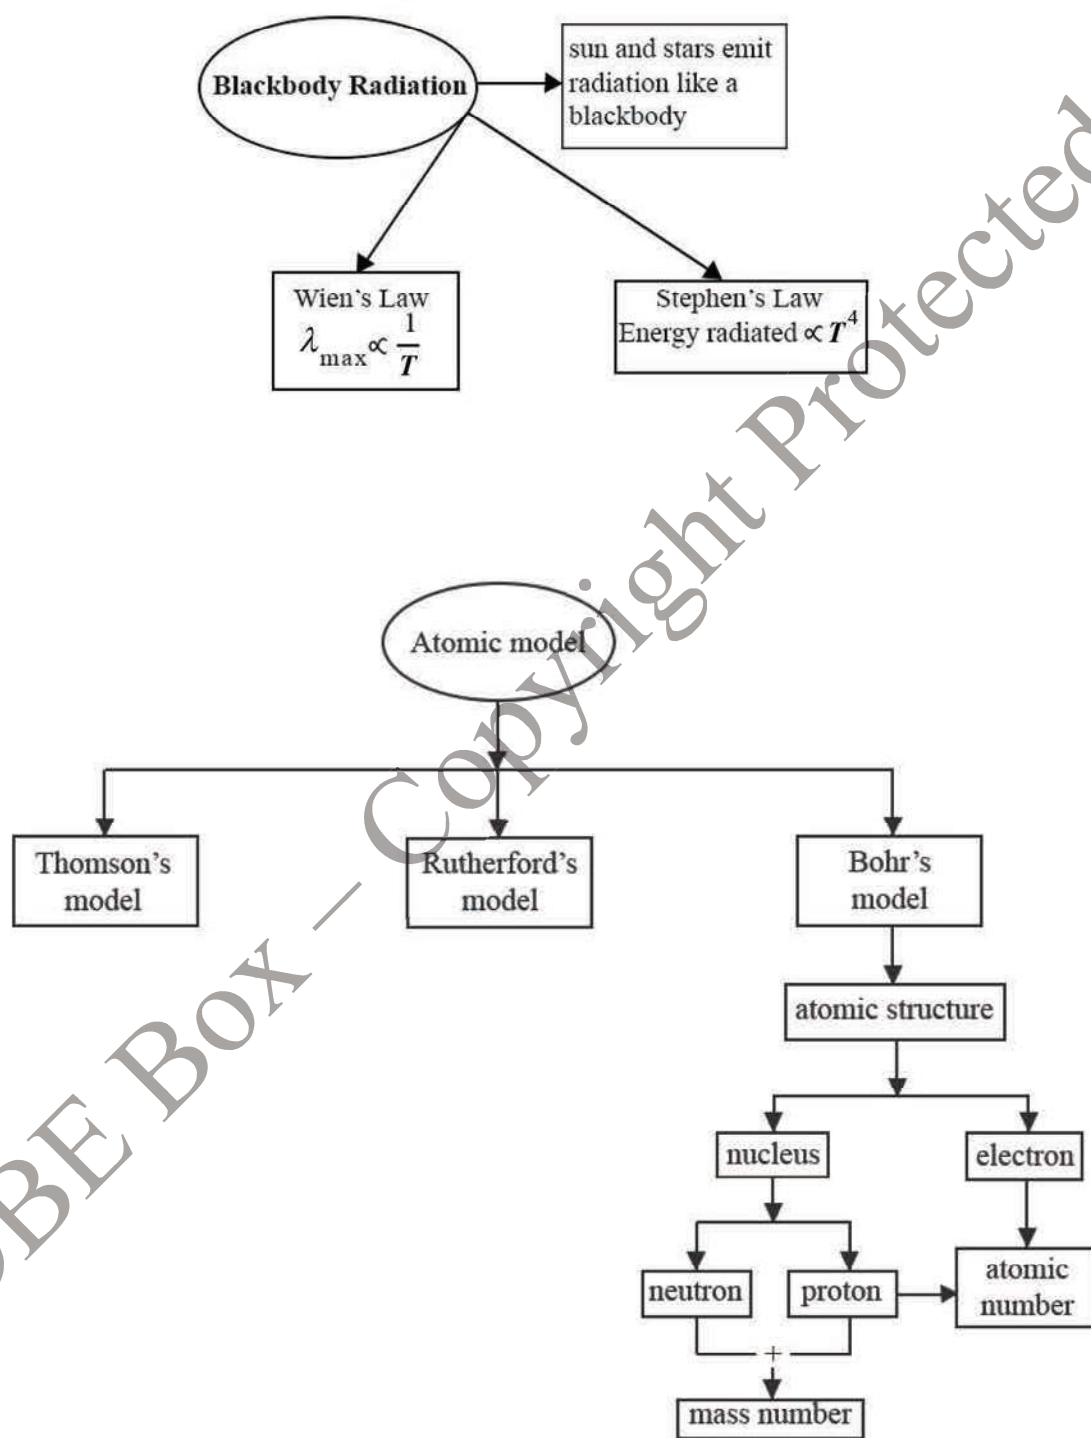 Blackbody Radiation
sun and stars emit
radiation like a
blackbody
Wien's Law
λmax ∝ 1/T
Stephen's Law
Energy radiated ∝ T⁴
Atomic model
Thomson's
model
Rutherford's
model
Bohr's
model
atomic structure
nucleus
electron
neutron
proton
atomic
number
+
mass number
Box – Copyright Protected